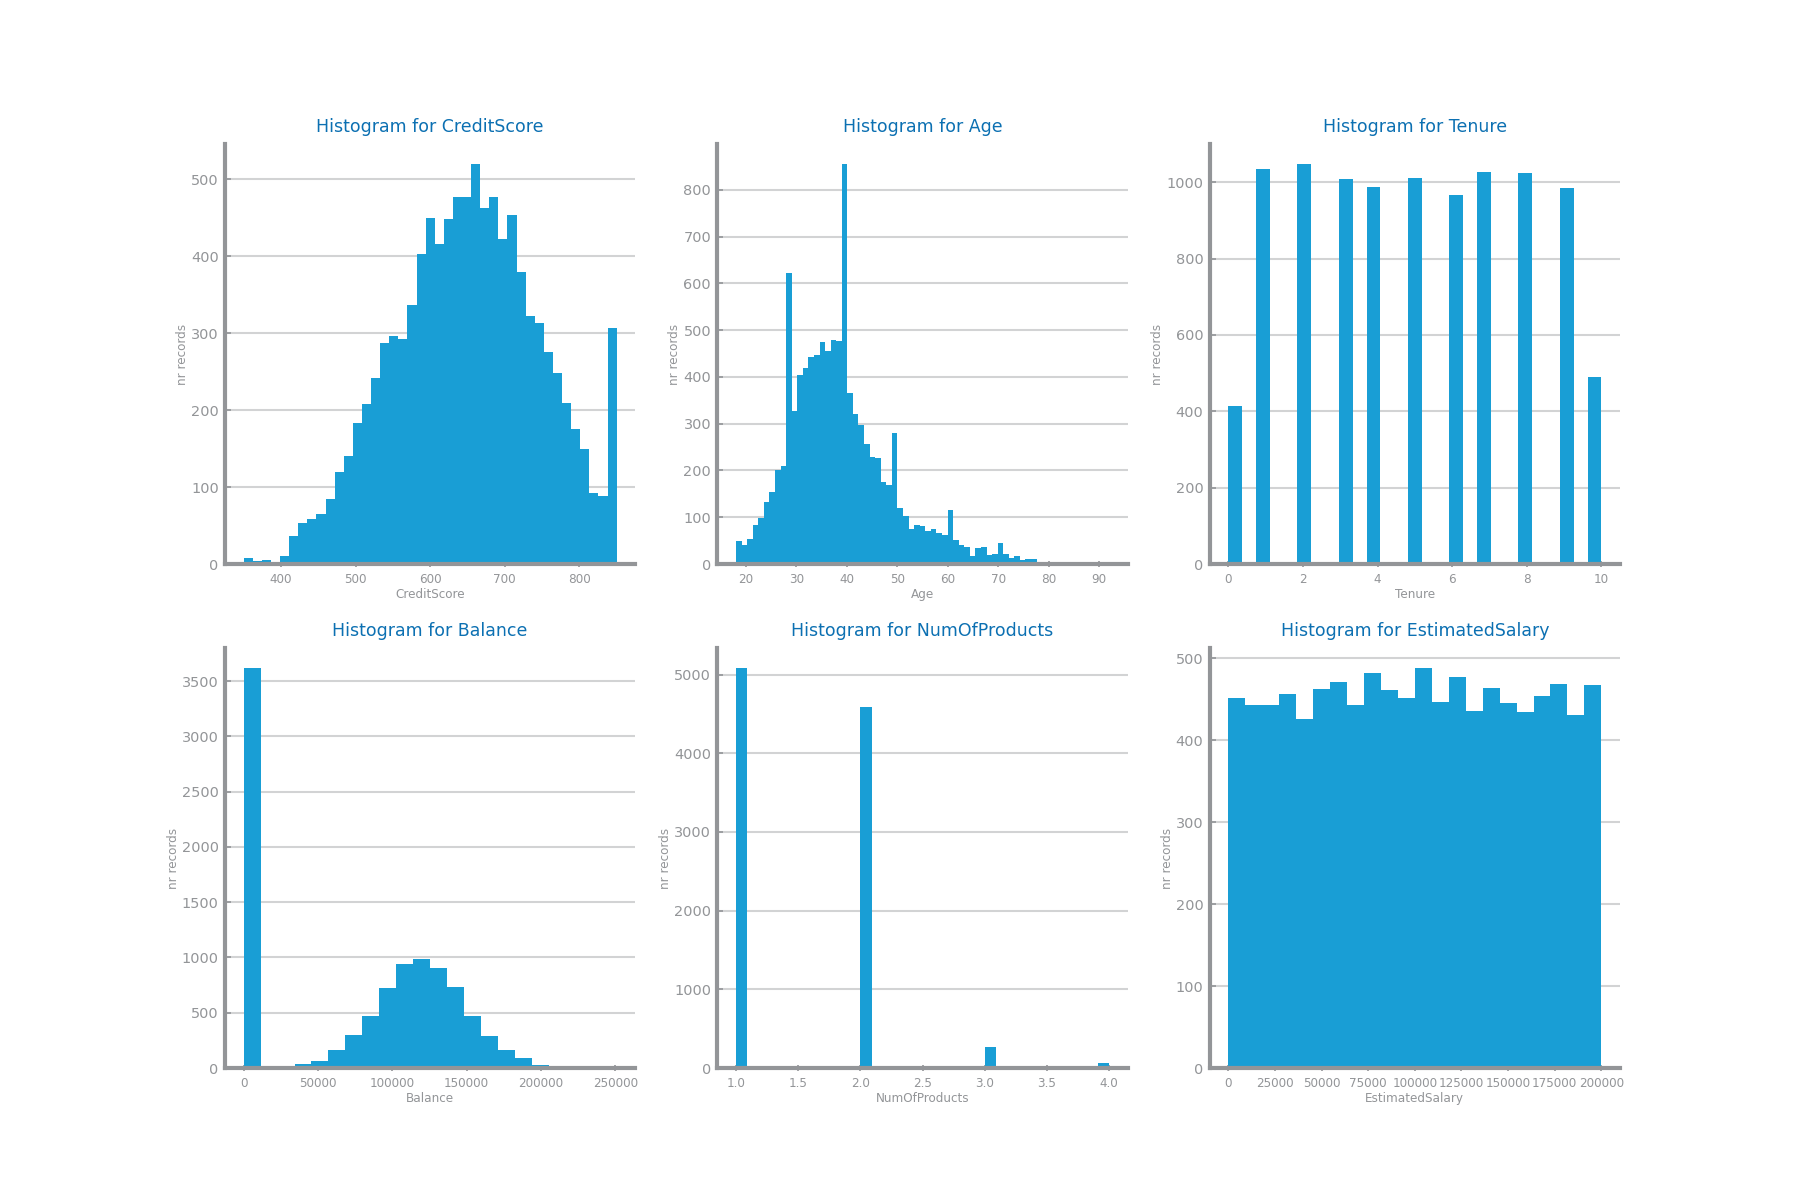 Histogram for CreditScore
500
400
300
200
100
0
nr records
400 500 600 700 800
CreditScore
Histogram for Age
800
700
600
500
400
300
200
100
0
nr records
20 30 40 50 60 70 80 90
Age
Histogram for Tenure
1000
800
600
400
200
0
nr records
0 2 4 6 8 10
Tenure
Histogram for Balance
3500
3000
2500
2000
1500
1000
500
0
nr records
0 50000 100000 150000 200000 250000
Balance
Histogram for NumOfProducts
5000
4000
3000
2000
1000
0
nr records
1.0 1.5 2.0 2.5 3.0 3.5 4.0
NumOfProducts
Histogram for EstimatedSalary
500
400
300
200
100
0
nr records
0 25000 50000 75000 100000 125000 150000 175000 200000
EstimatedSalary